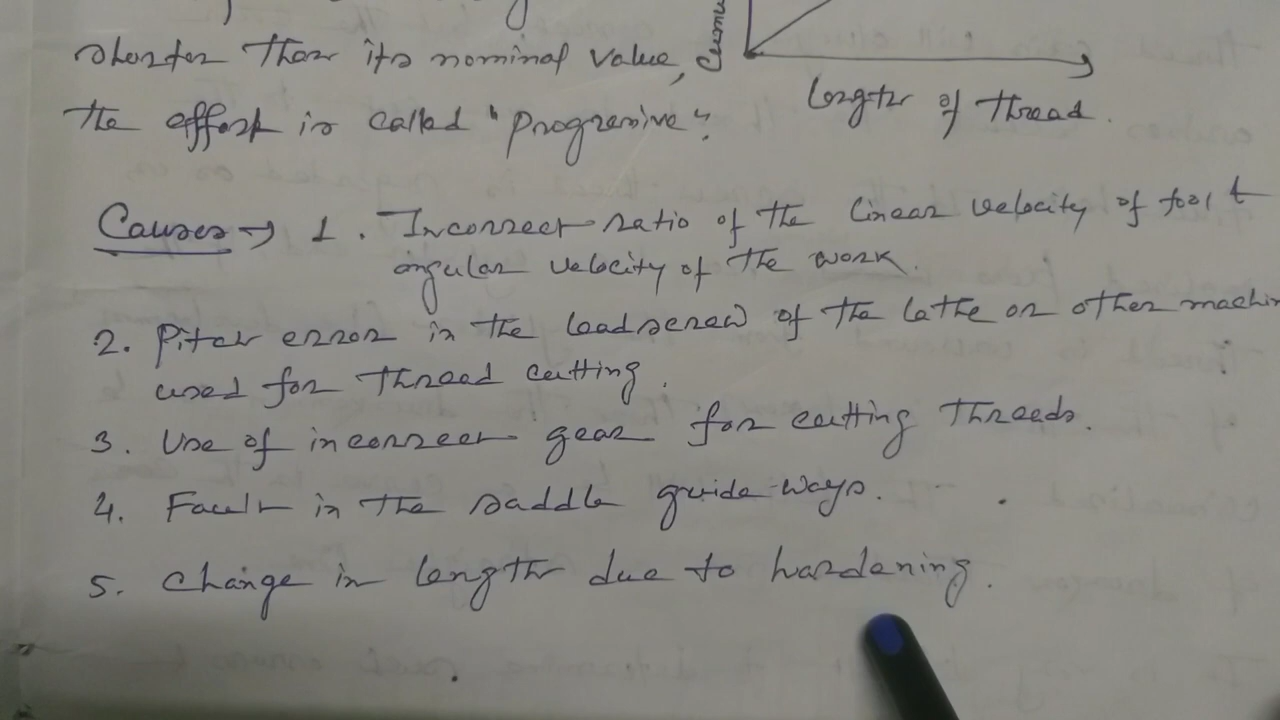 shorter than its nominal value,
the effect is called "Progressive".
Cumu
Length of thread.
Causes → 1. Incorrect ratio of the linear velocity of tool &
angular velocity of the work.
2. Pitch error in the leadscrew of the lathe or other machin
used for thread cutting.
3. Use of incorrect gear for cutting threads.
4. Fault in the saddle guide-ways.
5. Change in length due to hardening.